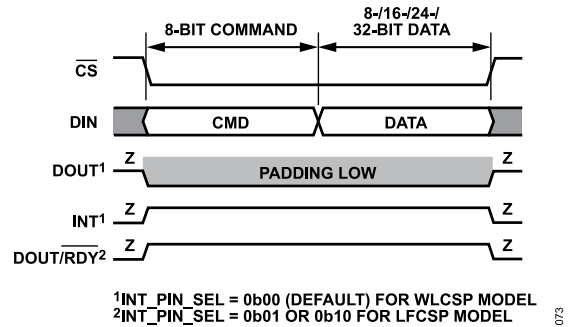 8-BIT COMMAND
8-/16-/24-/
32-BIT DATA
CS
DIN
CMD
DATA
Z
Z
DOUT1
PADDING LOW
Z
Z
INT1
Z
Z
DOUT/RDY2
1INT_PIN_SEL = 0b00 (DEFAULT) FOR WLCSP MODEL
2INT_PIN_SEL = 0b01 OR 0b10 FOR LFCSP MODEL
073